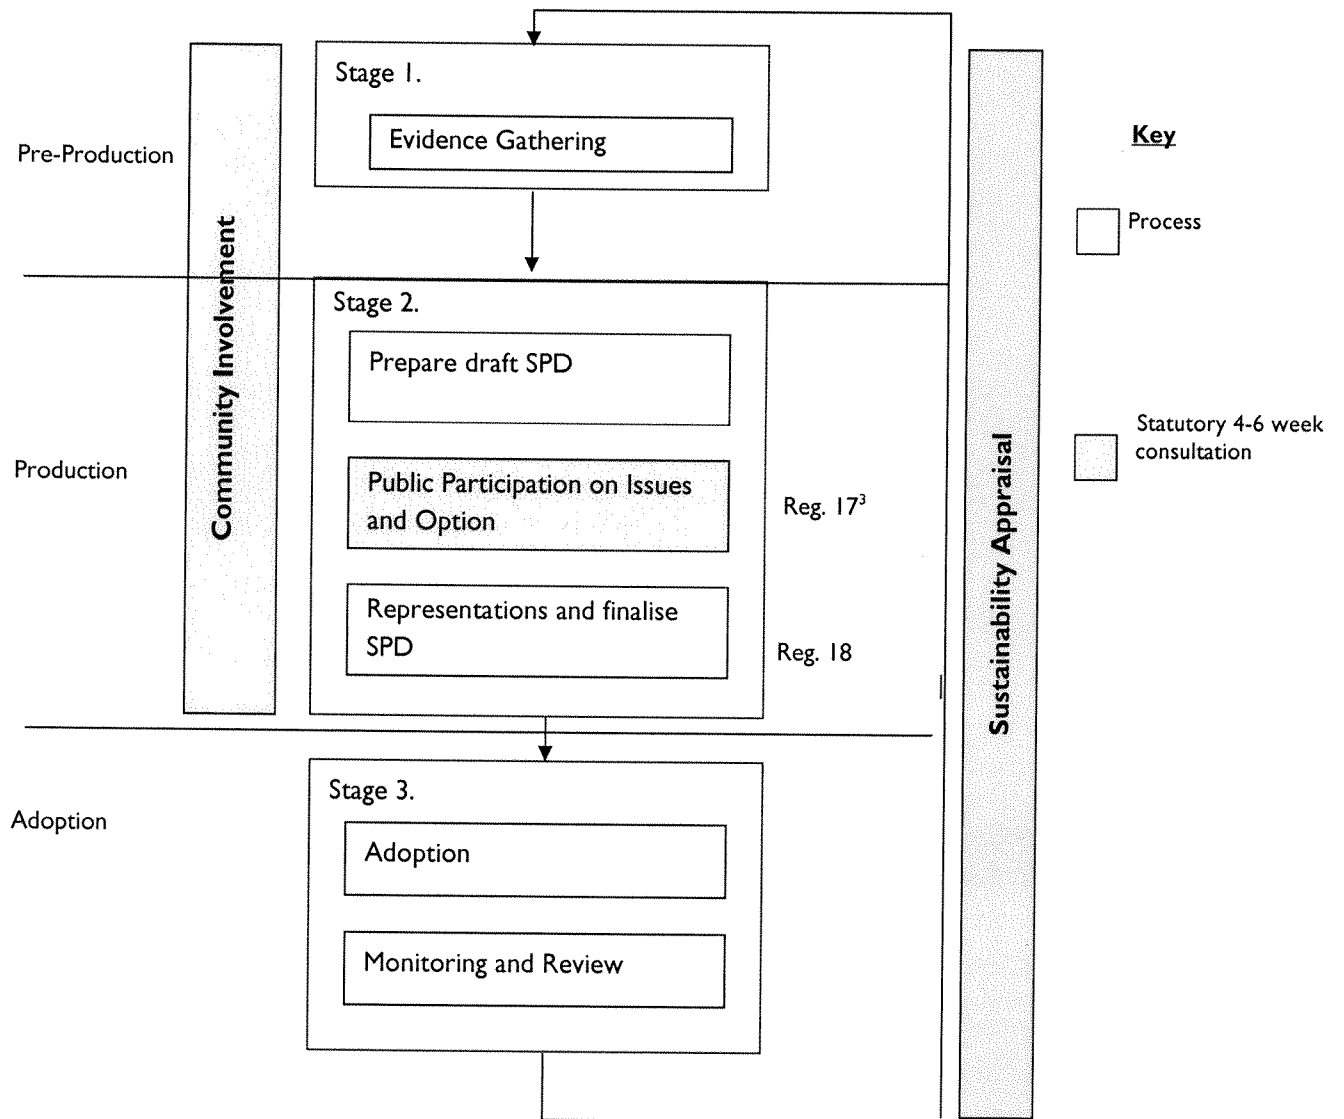 Stage 1.
Evidence Gathering
Pre-Production
Key
Process
Community Involvement
Stage 2.
Prepare draft SPD
Statutory 4-6 week
consultation
Production
Public Participation on Issues
and Option
Reg. 17³
Representations and finalise
SPD
Reg. 18
Sustainability Appraisal
Stage 3.
Adoption
Adoption
Monitoring and Review